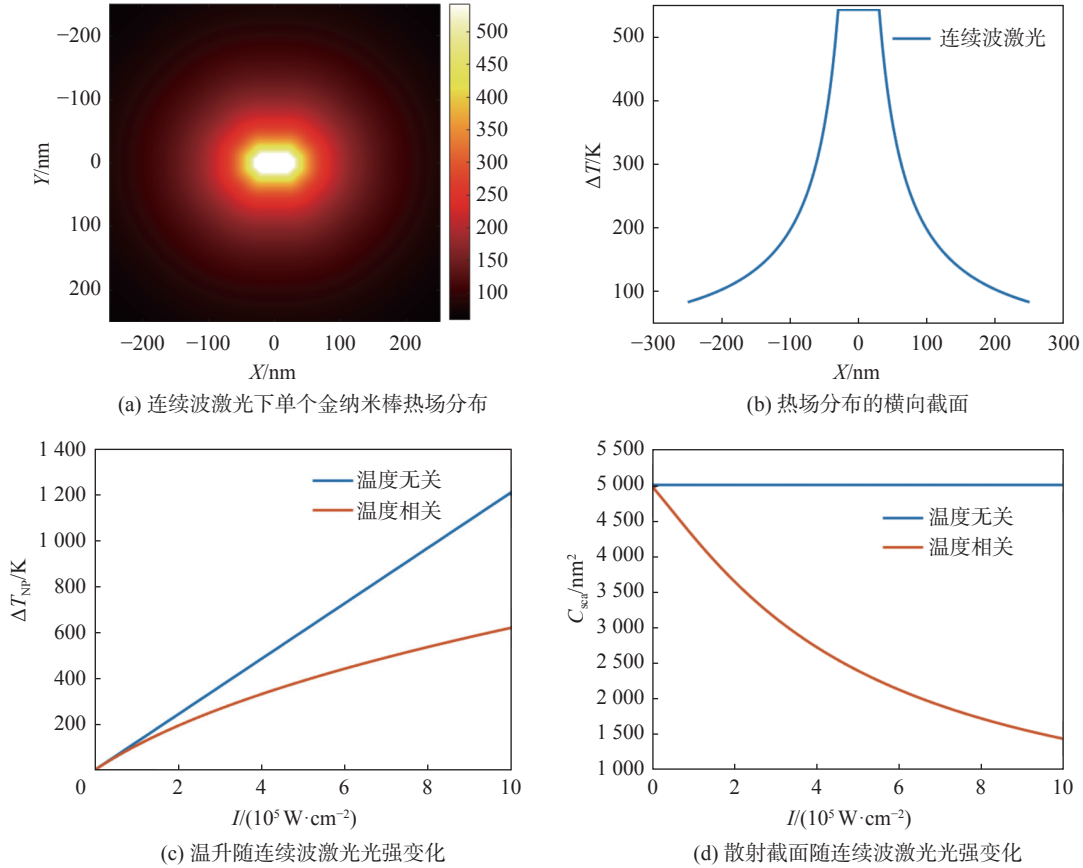 −200
−100
0
100
200
Y/nm
−200 −100 0 100 200
X/nm
500
450
400
350
300
250
200
150
100
(a) 连续波激光下单个金纳米棒热场分布
连续波激光
500
400
300
200
100
ΔT/K
−300 −200 −100 0 100 200 300
X/nm
(b) 热场分布的横向截面
1 400
1 200
1 000
800
600
400
200
ΔT_NP/K
温度无关
温度相关
0 2 4 6 8 10
I/(10⁵ W·cm⁻²)
(c) 温升随连续波激光光强变化
5 500
5 000
4 500
4 000
3 500
3 000
2 500
2 000
1 500
1 000
C_sca/nm²
温度无关
温度相关
0 2 4 6 8 10
I/(10⁵ W·cm⁻²)
(d) 散射截面随连续波激光光强变化